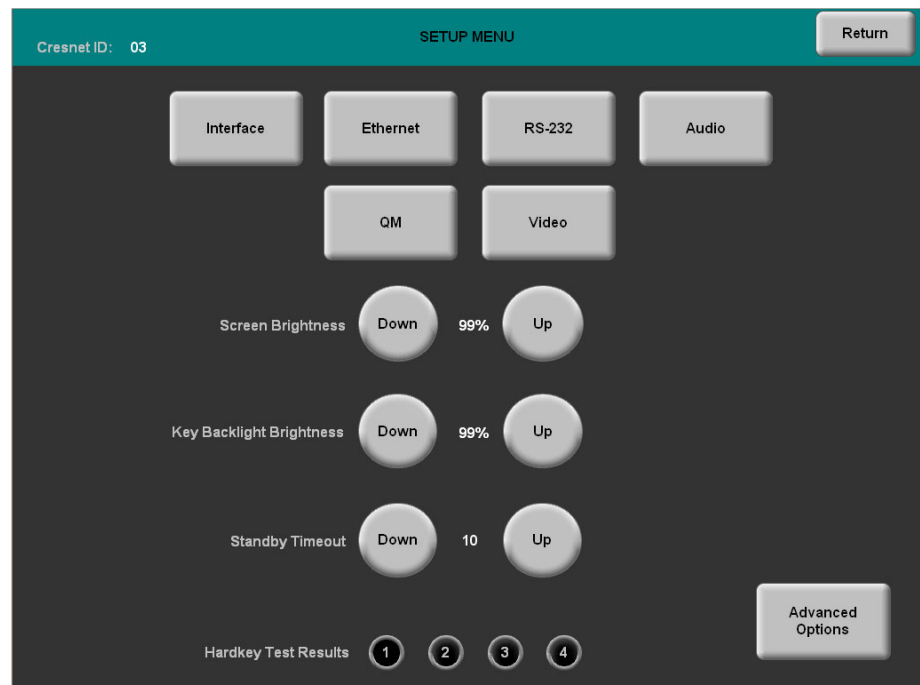 Cresnet ID: 03
SETUP MENU
Return
Interface
Ethernet
RS-232
Audio
QM
Video
Screen Brightness Down 99% Up
Key Backlight Brightness Down 99% Up
Standby Timeout Down 10 Up
Advanced
Options
Hardkey Test Results 1 2 3 4